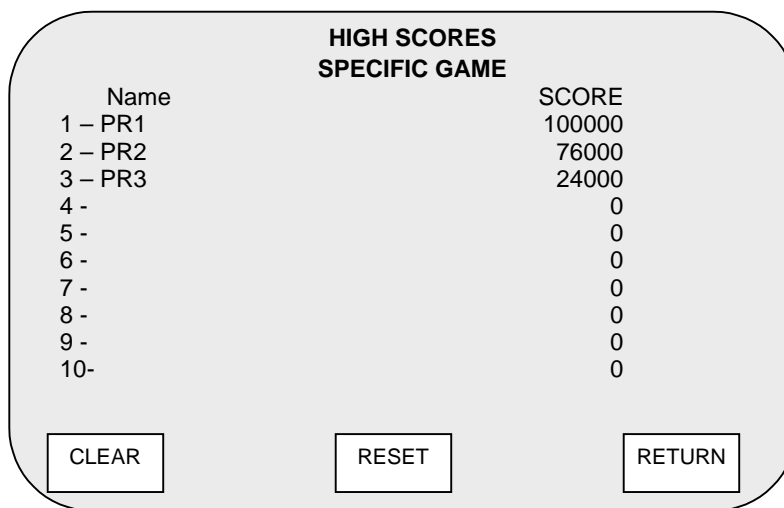 HIGH SCORES
SPECIFIC GAME
Name SCORE
1 – PR1 100000
2 – PR2 76000
3 – PR3 24000
4 - 0
5 - 0
6 - 0
7 - 0
8 - 0
9 - 0
10- 0
CLEAR RESET RETURN